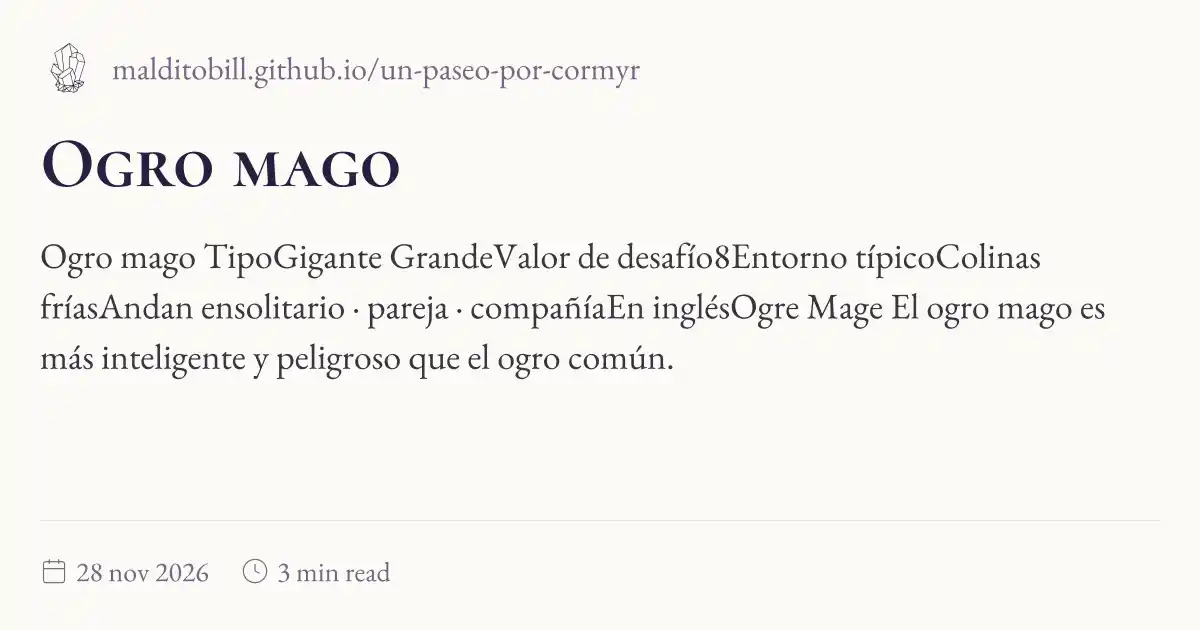 malditobill.github.io/un-paseo-por-cormyr
Ogro mago
Ogro mago TipoGigante GrandeValor de desafío8Entorno típicoColinas
fríasAndan ensolitario · pareja · compañíaEn inglésOgre Mage El ogro mago es
más inteligente y peligroso que el ogro común.
28 nov 2026
3 min read